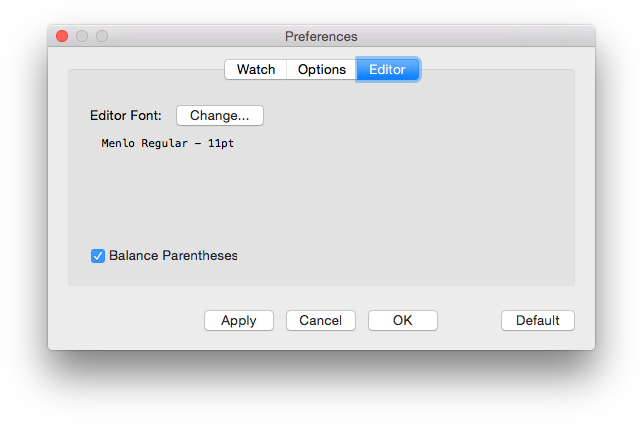 Preferences
Watch Options Editor
Editor Font: Change...
Menlo Regular – 11pt
Balance Parentheses
Apply Cancel OK Default